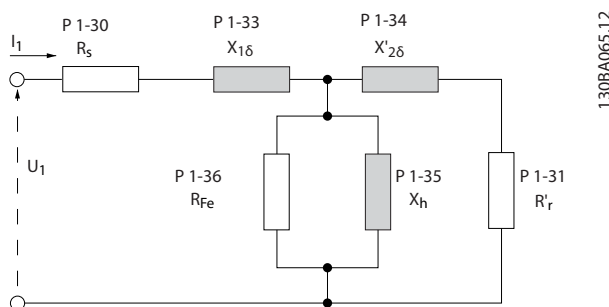 P 1-30
Rs
P 1-33
X1δ
P 1-34
X'2δ
I1
U1
P 1-36
RFe
P 1-35
Xh
P 1-31
R'r
130BA065.12